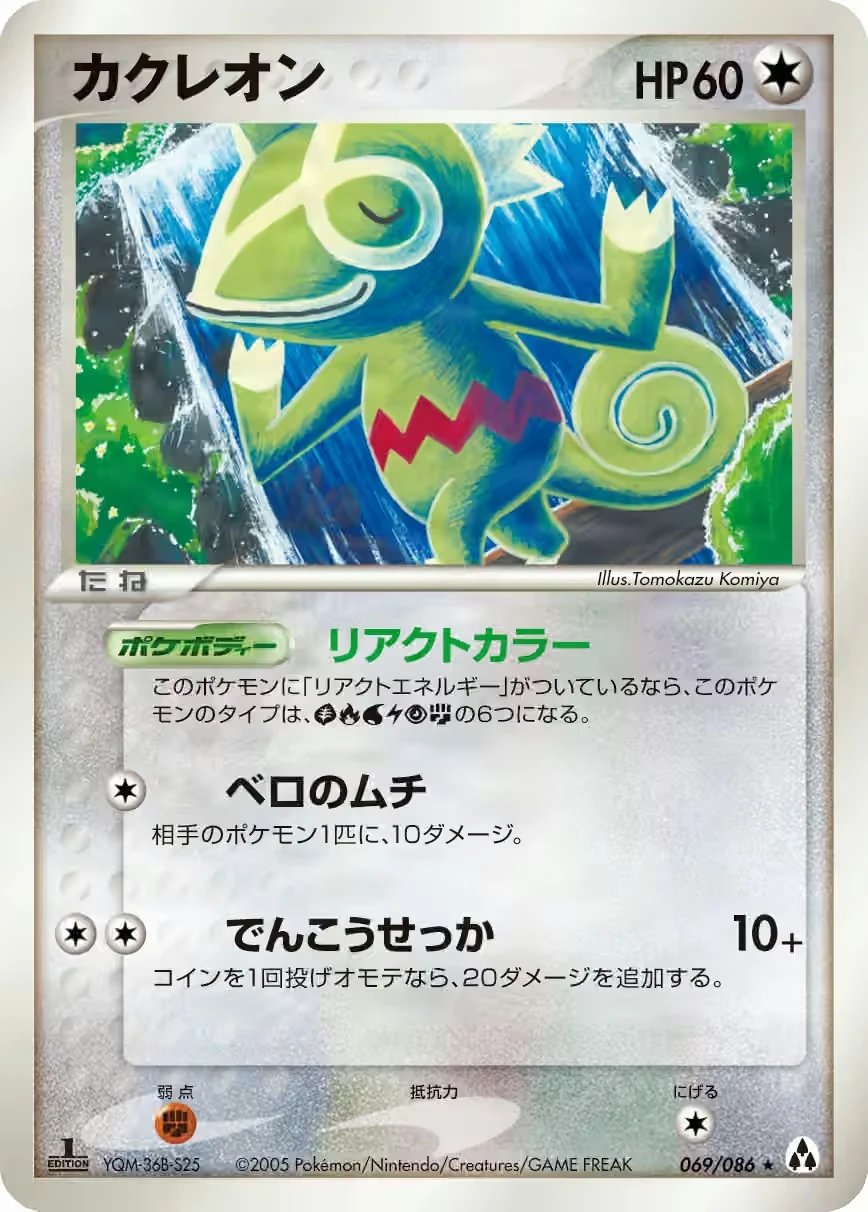 カクレオン HP60
たね Illus.Tomokazu Komiya
ポケボディー リアクトカラー
このポケモンに「リアクトエネルギー」がついているなら、このポケ
モンのタイプは、の6つになる。
ベロのムチ
相手のポケモン1匹に、10ダメージ。
でんこうせっか 10+
コインを1回投げオモテなら、20ダメージを追加する。
弱点 抵抗力 にげる
1 EDITION YQM-36B-S25 ©2005 Pokémon/Nintendo/Creatures/GAME FREAK 069/086 ★